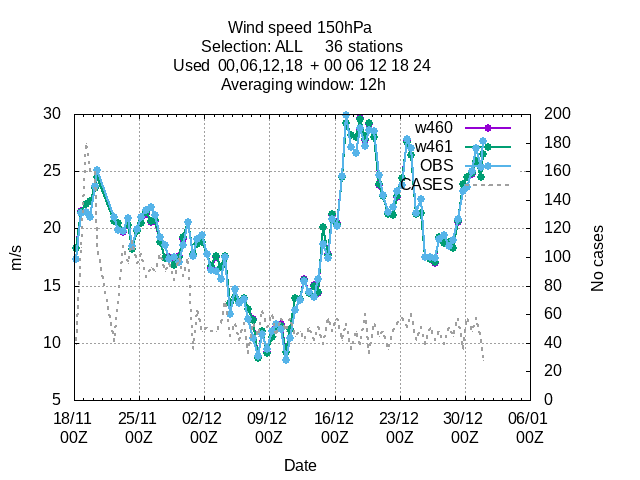 Wind speed 150hPa
Selection: ALL 36 stations
Used 00,06,12,18 + 00 06 12 18 24
Averaging window: 12h
30
25
20
15
10
5
m/s
200
180
160
140
120
100
80
60
40
20
0
No cases
w460
w461
OBS
CASES
18/11 25/11 02/12 09/12 16/12 23/12 30/12 06/01
00Z 00Z 00Z 00Z 00Z 00Z 00Z 00Z
Date